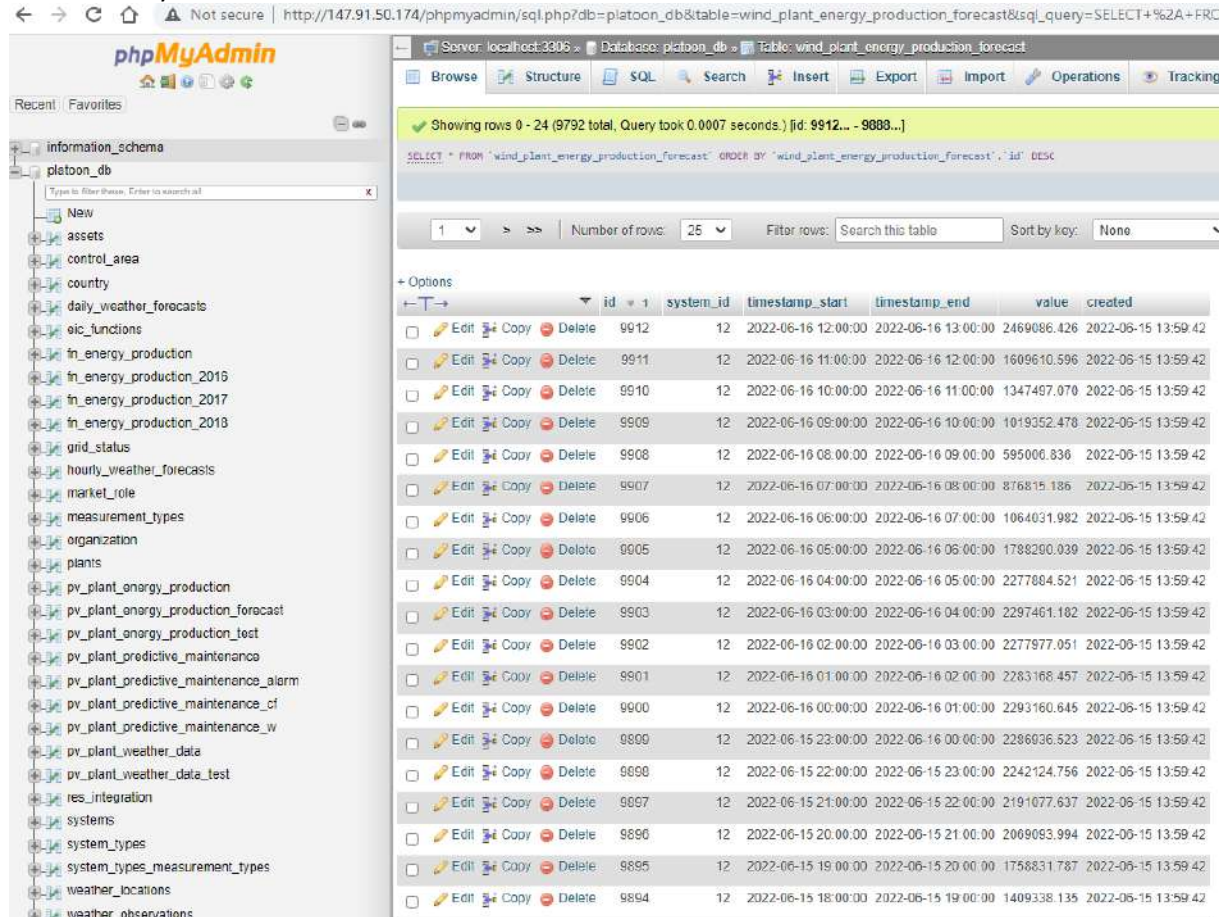 Not secure | http://147.91.50.174/phpmyadmin/sql.php?db=platoon_db&table=wind_plant_energy_production_forecast&sql_query=SELECT+%2A+FRO
phpMyAdmin
Recent Favorites
information_schema
platoon_db
Type to filter these, Enter to search all X
New
assets
control_area
country
daily_weather_forecasts
eic_functions
fn_energy_production
fn_energy_production_2016
fn_energy_production_2017
fn_energy_production_2018
grid_status
hourly_weather_forecasts
market_role
measurement_types
organization
plants
pv_plant_energy_production
pv_plant_energy_production_forecast
pv_plant_energy_production_test
pv_plant_predictive_maintenance
pv_plant_predictive_maintenance_alarm
pv_plant_predictive_maintenance_cf
pv_plant_predictive_maintenance_w
pv_plant_weather_data
pv_plant_weather_data_test
res_integration
systems
system_types
system_types_measurement_types
weather_locations
weather_observations
Server: localhost:3306 » Database: platoon_db » Table: wind_plant_energy_production_forecast
Browse Structure SQL Search Insert Export Import Operations Tracking
Showing rows 0 - 24 (9792 total, Query took 0.0007 seconds.) [id: 9912... - 9888...]
SELECT * FROM `wind_plant_energy_production_forecast` ORDER BY `wind_plant_energy_production_forecast`.`id` DESC
1 > >> | Number of rows: 25 Filter rows: Search this table Sort by key: None
+ Options
←T→ id 1 system_id timestamp_start timestamp_end value created
Edit Copy Delete 9912 12 2022-06-16 12:00:00 2022-06-16 13:00:00 2469086.426 2022-06-15 13:59:42
Edit Copy Delete 9911 12 2022-06-16 11:00:00 2022-06-16 12:00:00 1609610.596 2022-06-15 13:59:42
Edit Copy Delete 9910 12 2022-06-16 10:00:00 2022-06-16 11:00:00 1347497.070 2022-06-15 13:59:42
Edit Copy Delete 9909 12 2022-06-16 09:00:00 2022-06-16 10:00:00 1019352.478 2022-06-15 13:59:42
Edit Copy Delete 9908 12 2022-06-16 08:00:00 2022-06-16 09:00:00 595006.836 2022-06-15 13:59:42
Edit Copy Delete 9907 12 2022-06-16 07:00:00 2022-06-16 08:00:00 876815.186 2022-06-15 13:59:42
Edit Copy Delete 9906 12 2022-06-16 06:00:00 2022-06-16 07:00:00 1064031.982 2022-06-15 13:59:42
Edit Copy Delete 9905 12 2022-06-16 05:00:00 2022-06-16 06:00:00 1788290.039 2022-06-15 13:59:42
Edit Copy Delete 9904 12 2022-06-16 04:00:00 2022-06-16 05:00:00 2277884.521 2022-06-15 13:59:42
Edit Copy Delete 9903 12 2022-06-16 03:00:00 2022-06-16 04:00:00 2297461.182 2022-06-15 13:59:42
Edit Copy Delete 9902 12 2022-06-16 02:00:00 2022-06-16 03:00:00 2277977.051 2022-06-15 13:59:42
Edit Copy Delete 9901 12 2022-06-16 01:00:00 2022-06-16 02:00:00 2283168.457 2022-06-15 13:59:42
Edit Copy Delete 9900 12 2022-06-16 00:00:00 2022-06-16 01:00:00 2293160.645 2022-06-15 13:59:42
Edit Copy Delete 9899 12 2022-06-15 23:00:00 2022-06-16 00:00:00 2286936.523 2022-06-15 13:59:42
Edit Copy Delete 9898 12 2022-06-15 22:00:00 2022-06-15 23:00:00 2242124.756 2022-06-15 13:59:42
Edit Copy Delete 9897 12 2022-06-15 21:00:00 2022-06-15 22:00:00 2191077.637 2022-06-15 13:59:42
Edit Copy Delete 9896 12 2022-06-15 20:00:00 2022-06-15 21:00:00 2069093.994 2022-06-15 13:59:42
Edit Copy Delete 9895 12 2022-06-15 19:00:00 2022-06-15 20:00:00 1758831.787 2022-06-15 13:59:42
Edit Copy Delete 9894 12 2022-06-15 18:00:00 2022-06-15 19:00:00 1409338.135 2022-06-15 13:59:42